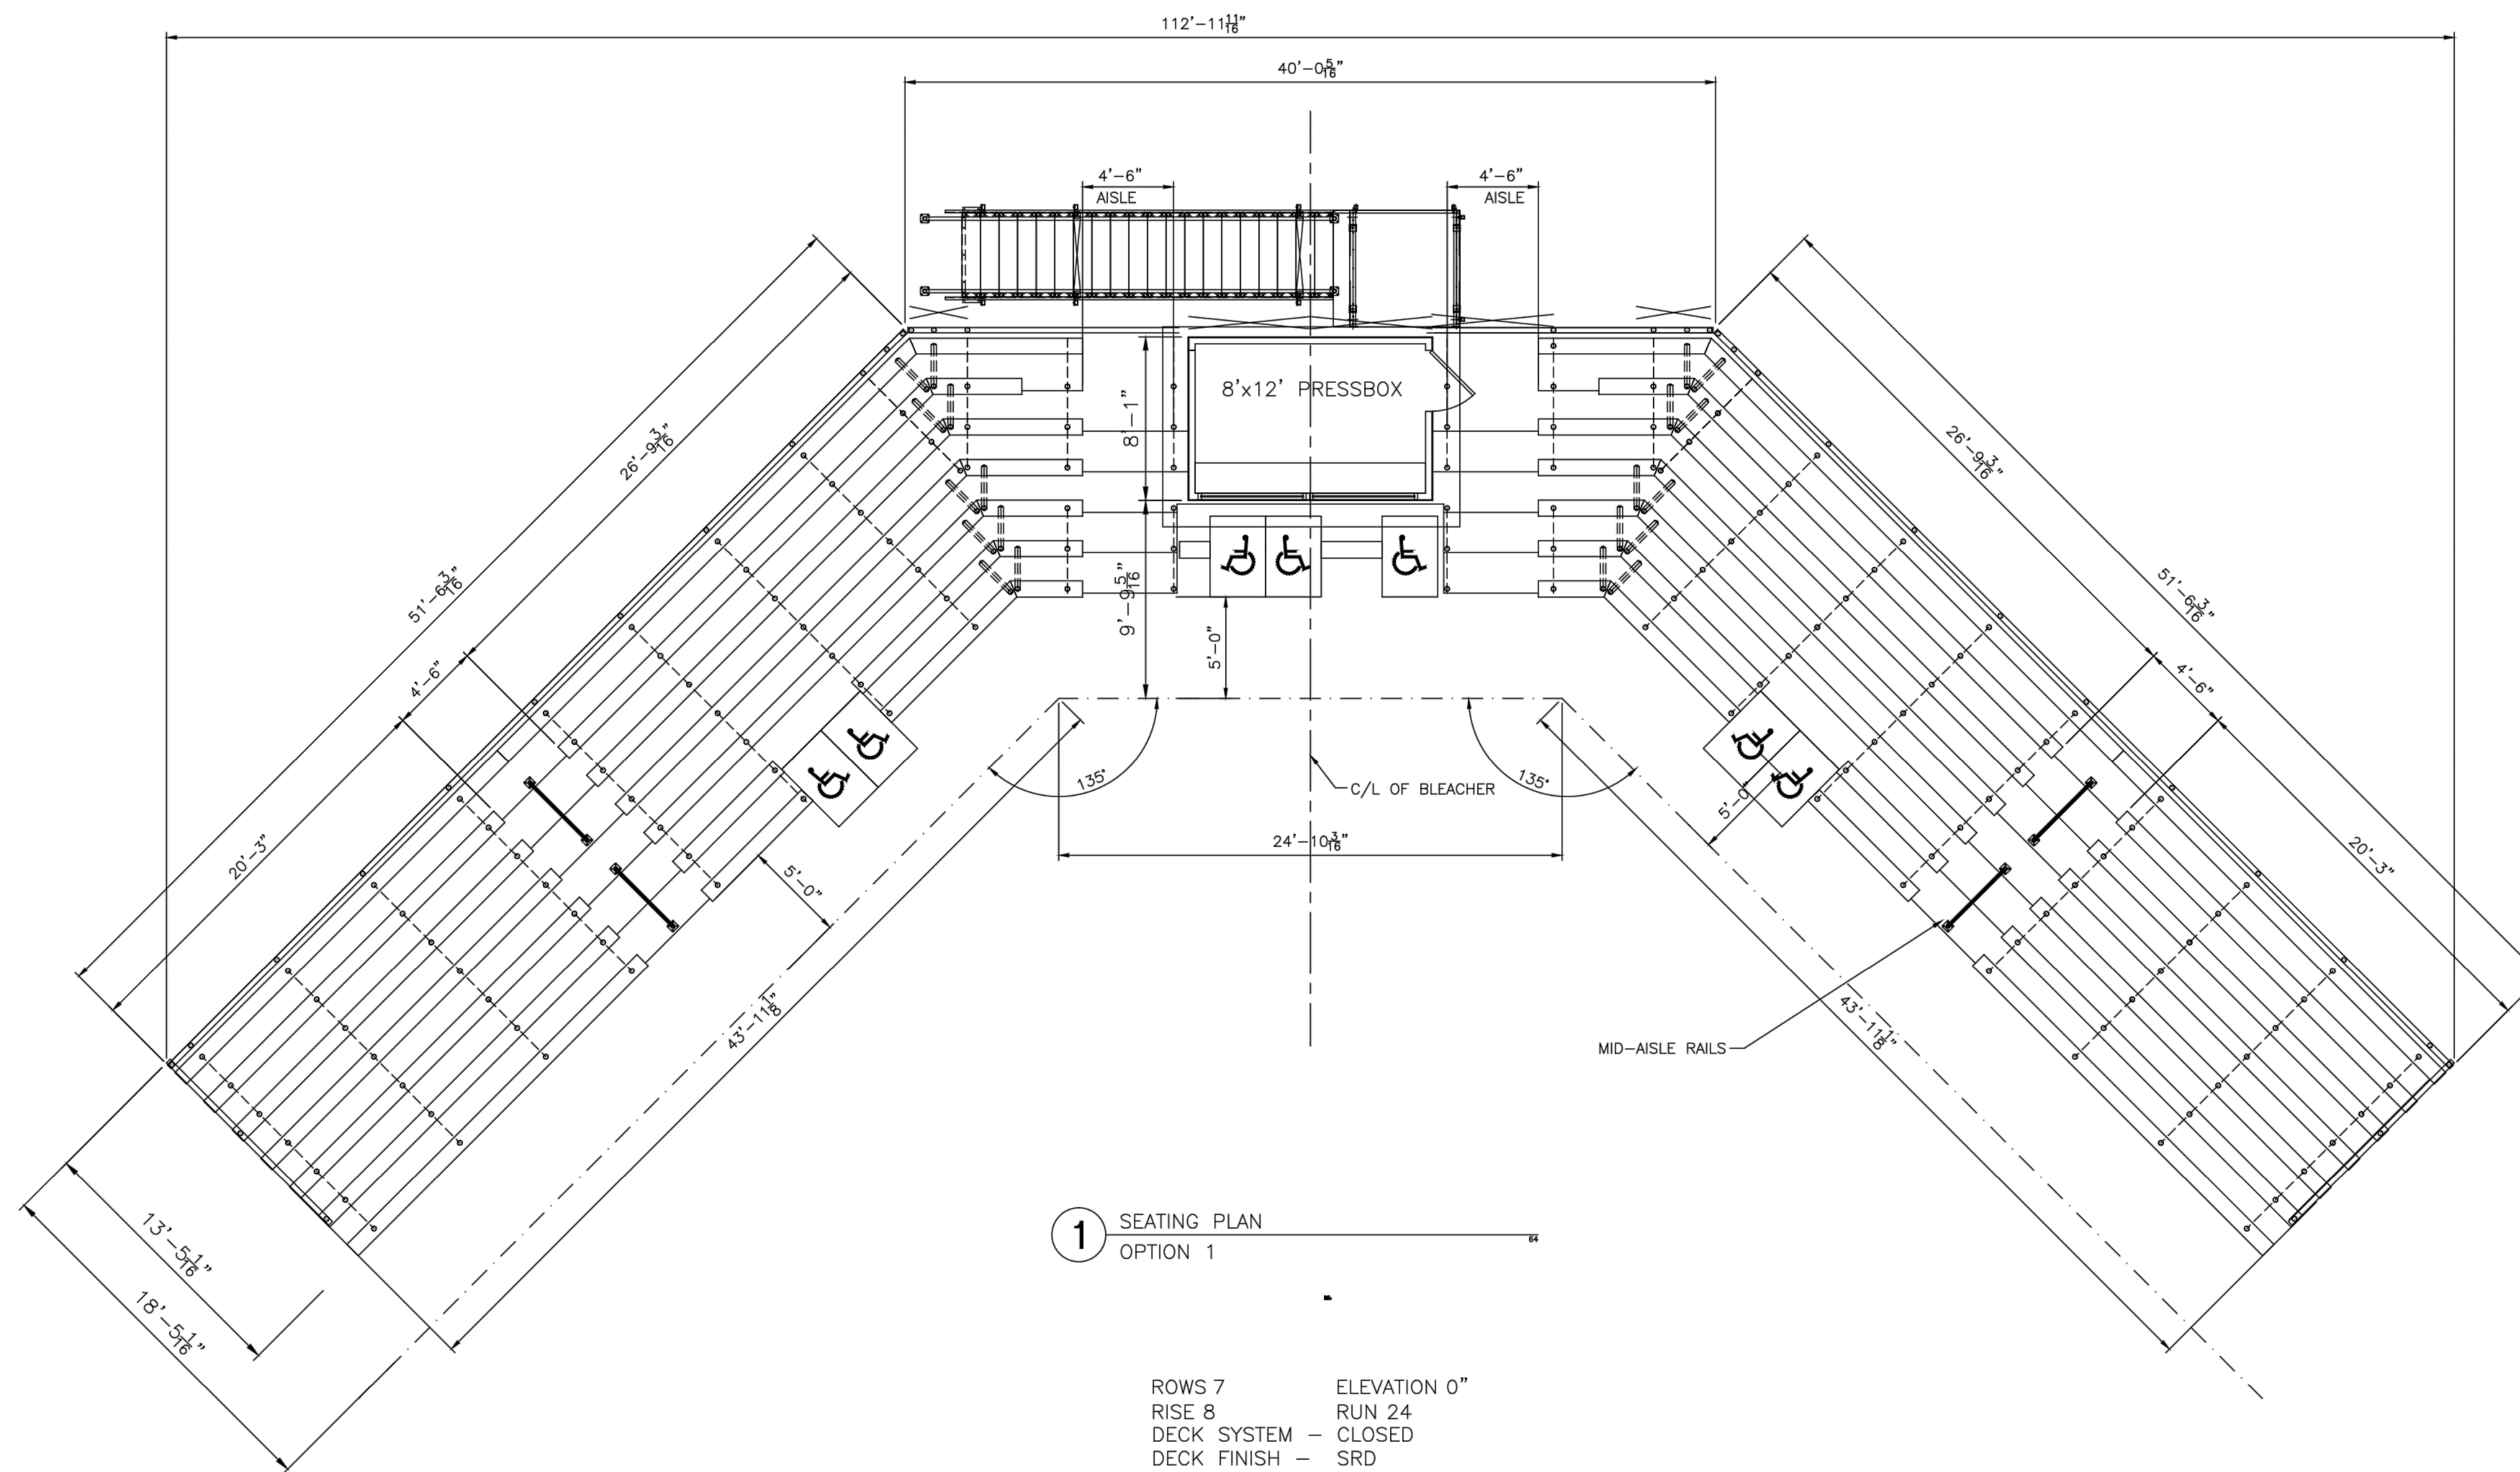 112'-11 11/16"
40'-0 5/16"
4'-6"
AISLE
4'-6"
AISLE
8'x12' PRESSBOX
8'-1"
26'-9 3/16"
26'-9 3/16"
51'-6 3/16"
51'-6 3/16"
9'-9 5/16"
5'-0"
4'-6"
4'-6"
135°
C/L OF BLEACHER
135°
5'-0"
20'-3"
24'-10 3/16"
20'-3"
5'-0"
43'-11 1/8"
43'-11 1/8"
MID-AISLE RAILS
13'-5 1/16"
18'-5 1/16"
1
SEATING PLAN
64
OPTION 1
ROWS 7 ELEVATION 0"
RISE 8 RUN 24
DECK SYSTEM - CLOSED
DECK FINISH - SRD